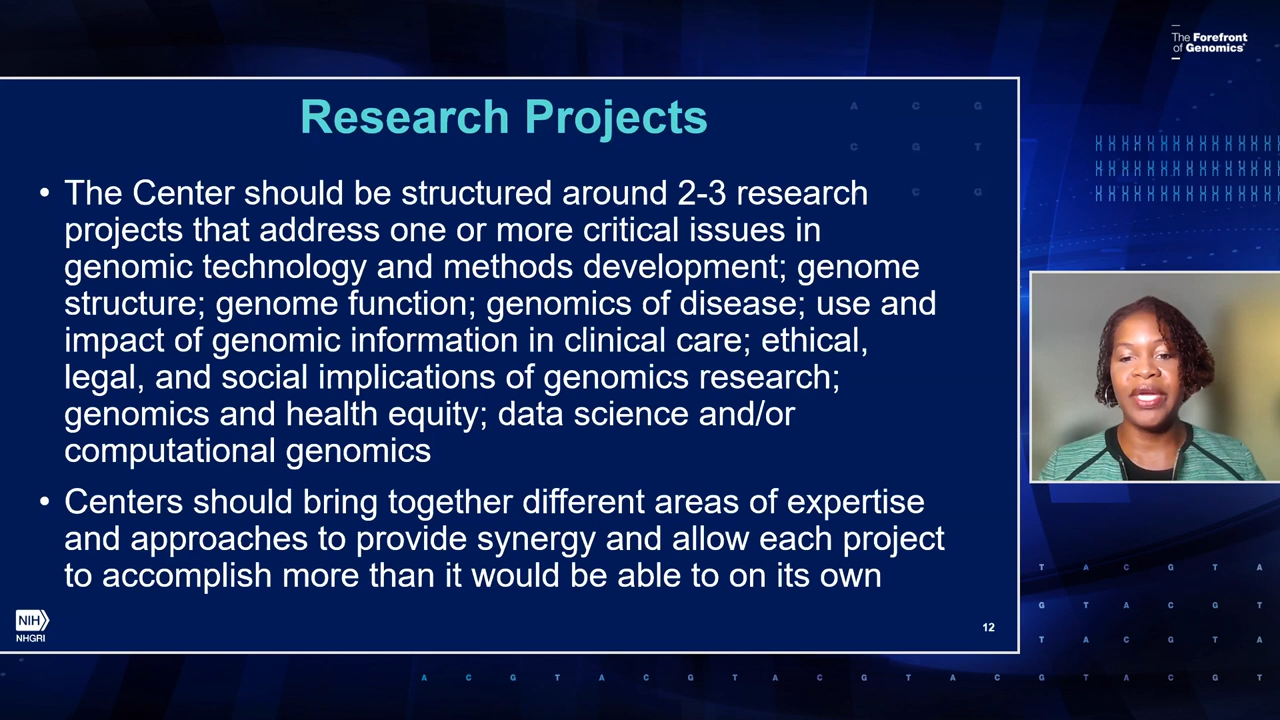 The Forefront
of Genomics®
Research Projects
A C G
C G T
C G
• The Center should be structured around 2-3 research
projects that address one or more critical issues in
genomic technology and methods development; genome
structure; genome function; genomics of disease; use and
impact of genomic information in clinical care; ethical,
legal, and social implications of genomics research;
genomics and health equity; data science and/or
computational genomics
• Centers should bring together different areas of expertise
and approaches to provide synergy and allow each project
to accomplish more than it would be able to on its own
NIH
NHGRI
12
T A C G T A
G T A C G T
T A C G T A
A C G T A C G T A C G T A C G T A C G T